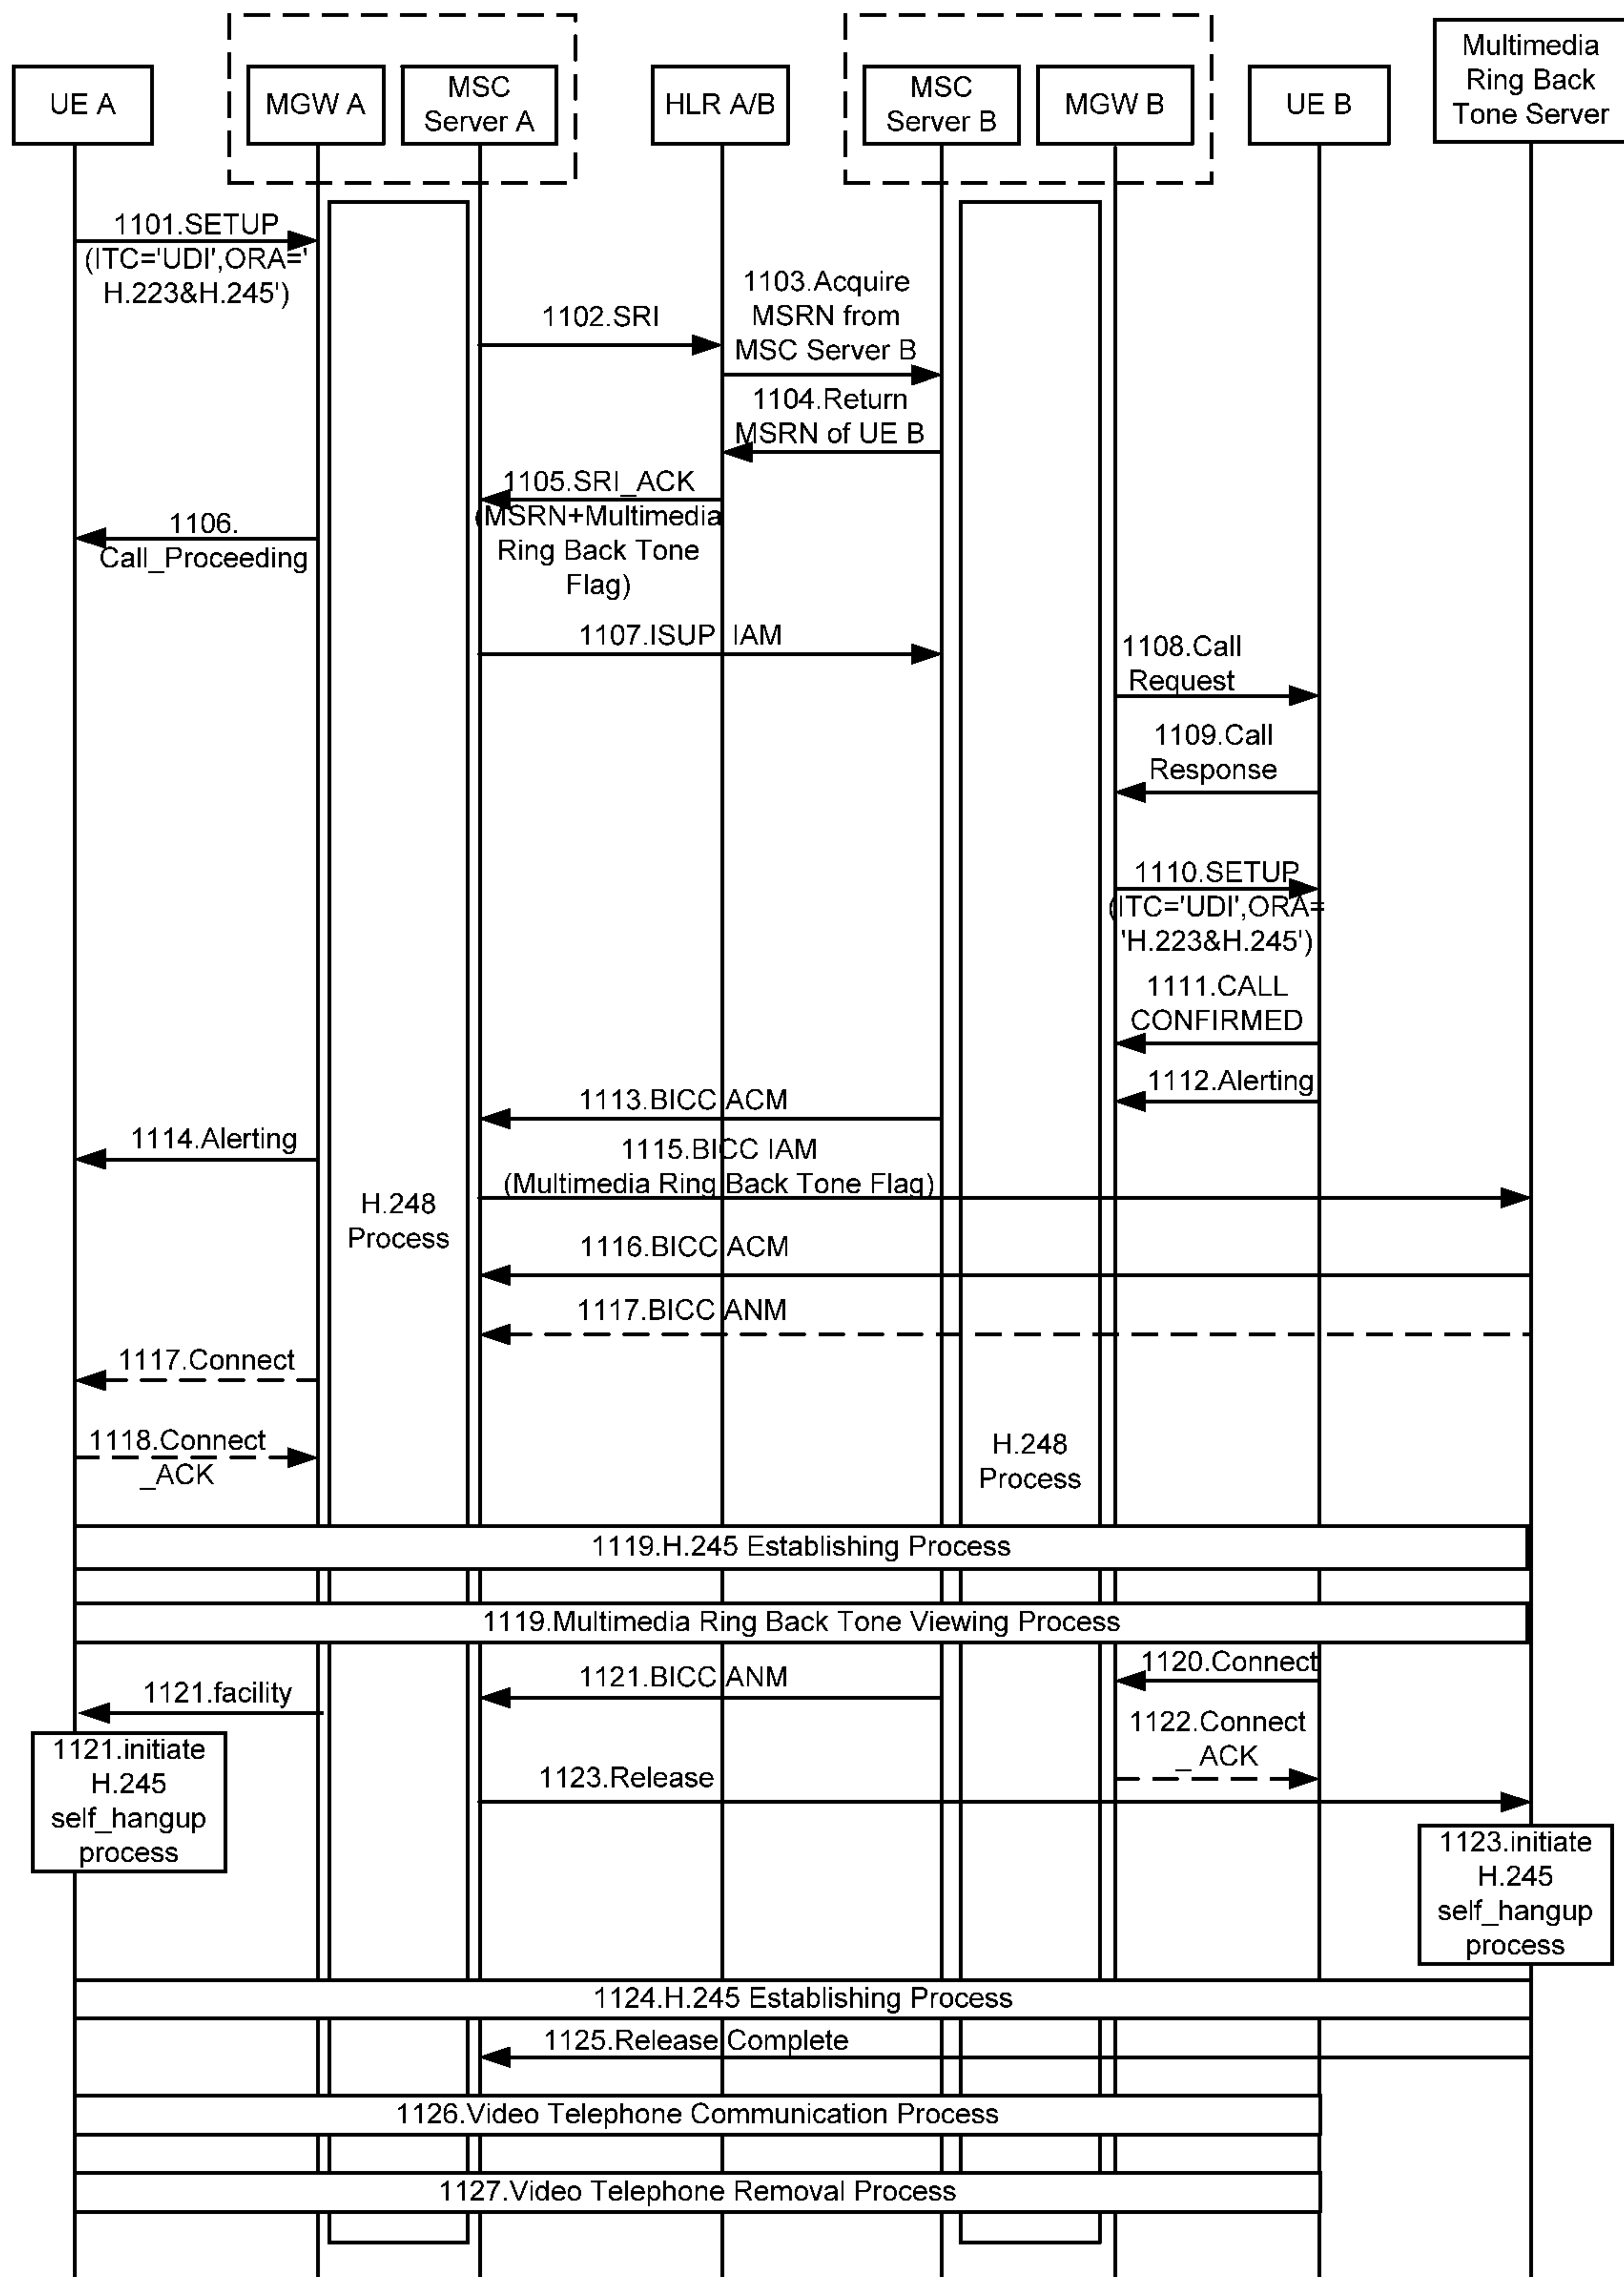 UE A
MGW A
MSC
Server A
HLR A/B
MSC
Server B
MGW B
UE B
Multimedia
Ring Back
Tone Server
1101.SETUP
(ITC='UDI',ORA='
H.223&H.245')
1102.SRI
1103.Acquire
MSRN from
MSC Server B
1104.Return
MSRN of UE B
1105.SRI_ACK
(MSRN+Multimedia
Ring Back Tone
Flag)
1106.
Call_Proceeding
1107.ISUP IAM
1108.Call
Request
1109.Call
Response
1110.SETUP
(ITC='UDI',ORA=
'H.223&H.245')
1111.CALL
CONFIRMED
1112.Alerting
1113.BICC ACM
1114.Alerting
1115.BICC IAM
(Multimedia Ring Back Tone Flag)
H.248
Process
1116.BICC ACM
1117.BICC ANM
1117.Connect
1118.Connect
_ACK
H.248
Process
1119.H.245 Establishing Process
1119.Multimedia Ring Back Tone Viewing Process
1120.Connect
1121.BICC ANM
1121.facility
1122.Connect
_ ACK
1121.initiate
H.245
self_hangup
process
1123.Release
1123.initiate
H.245
self_hangup
process
1124.H.245 Establishing Process
1125.Release Complete
1126.Video Telephone Communication Process
1127.Video Telephone Removal Process